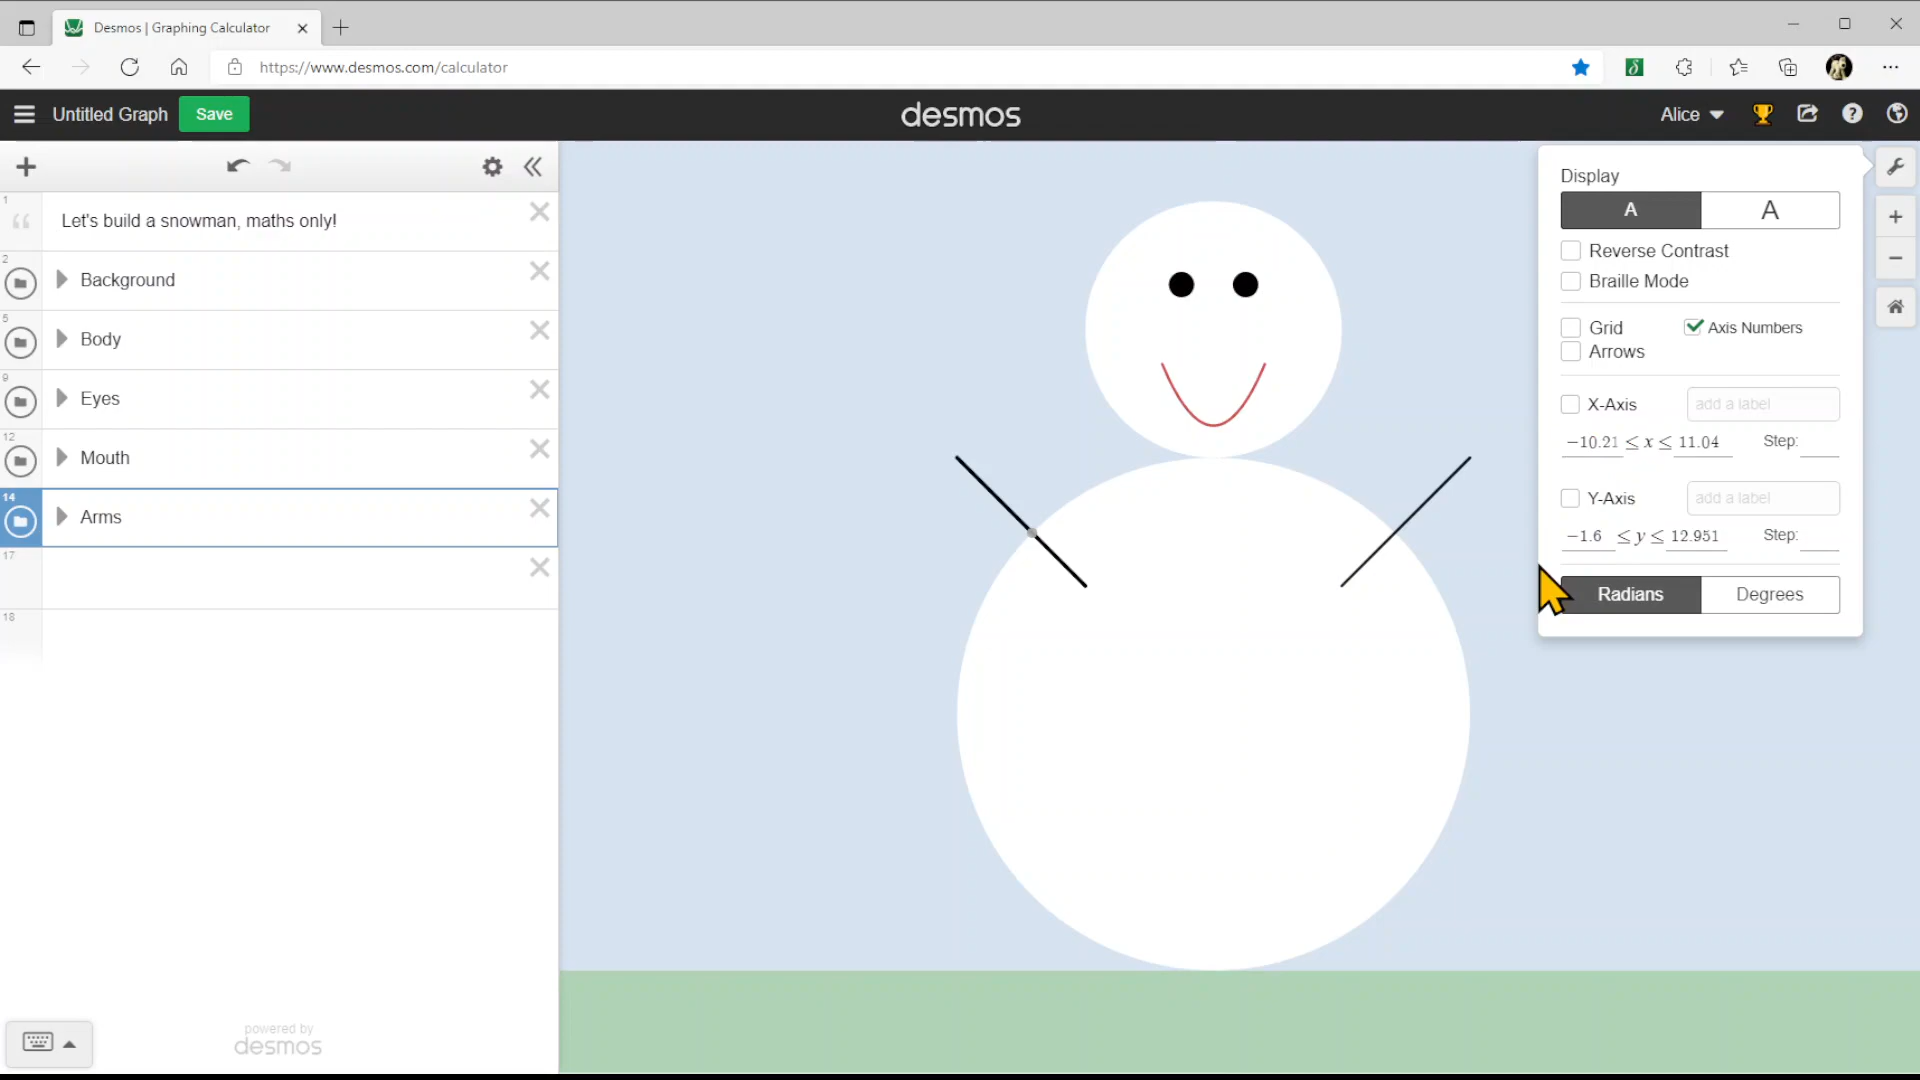 Desmos | Graphing Calculator
https://www.desmos.com/calculator
Untitled Graph
Save
desmos
Alice
1
Let's build a snowman, maths only!
2
Background
5
Body
9
Eyes
12
Mouth
14
Arms
17
18
powered by
desmos
Display
A A
Reverse Contrast
Braille Mode
Grid Axis Numbers
Arrows
X-Axis add a label
−10.21 ≤ x ≤ 11.04 Step:
Y-Axis add a label
−1.6 ≤ y ≤ 12.951 Step:
Radians Degrees